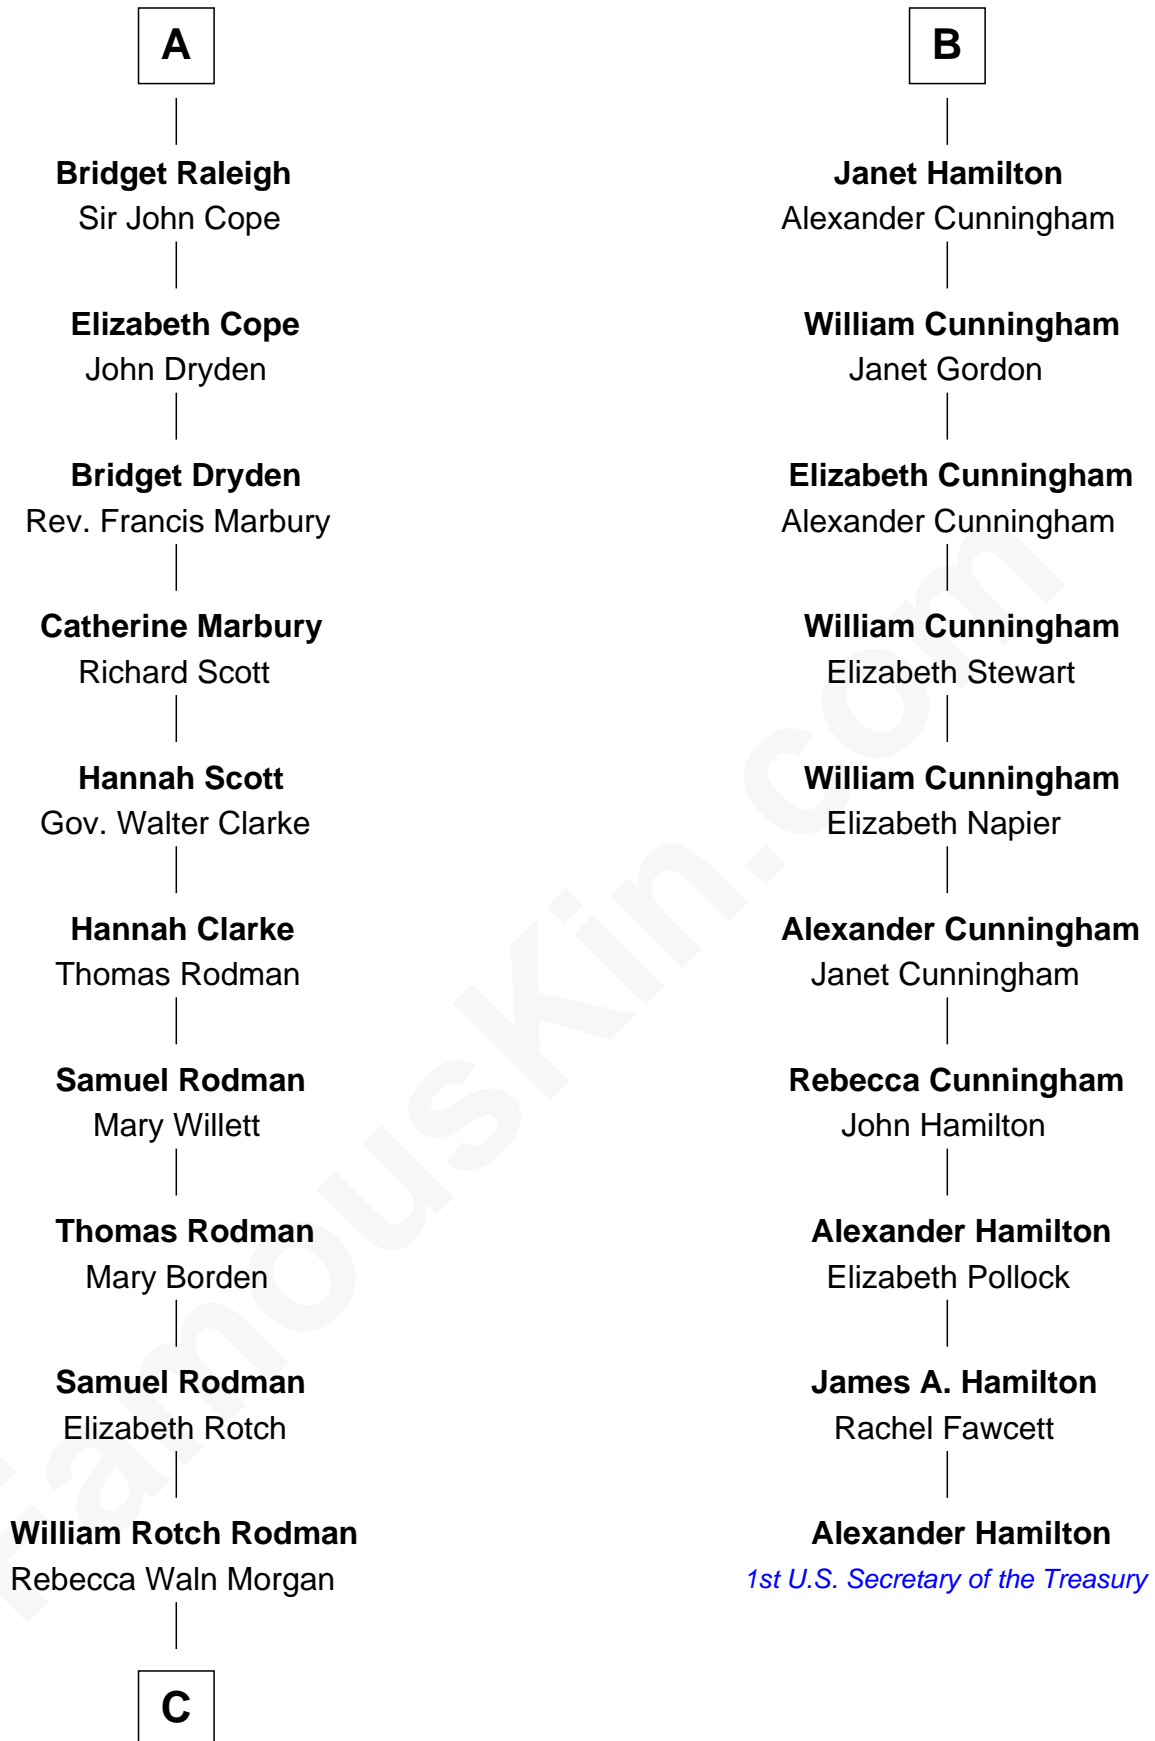 A
Bridget Raleigh
Sir John Cope
Elizabeth Cope
John Dryden
Bridget Dryden
Rev. Francis Marbury
Catherine Marbury
Richard Scott
Hannah Scott
Gov. Walter Clarke
Hannah Clarke
Thomas Rodman
Samuel Rodman
Mary Willett
Thomas Rodman
Mary Borden
Samuel Rodman
Elizabeth Rotch
William Rotch Rodman
Rebecca Waln Morgan
C
B
Janet Hamilton
Alexander Cunningham
William Cunningham
Janet Gordon
Elizabeth Cunningham
Alexander Cunningham
William Cunningham
Elizabeth Stewart
William Cunningham
Elizabeth Napier
Alexander Cunningham
Janet Cunningham
Rebecca Cunningham
John Hamilton
Alexander Hamilton
Elizabeth Pollock
James A. Hamilton
Rachel Fawcett
Alexander Hamilton
1st U.S. Secretary of the Treasury
FamousKin.com